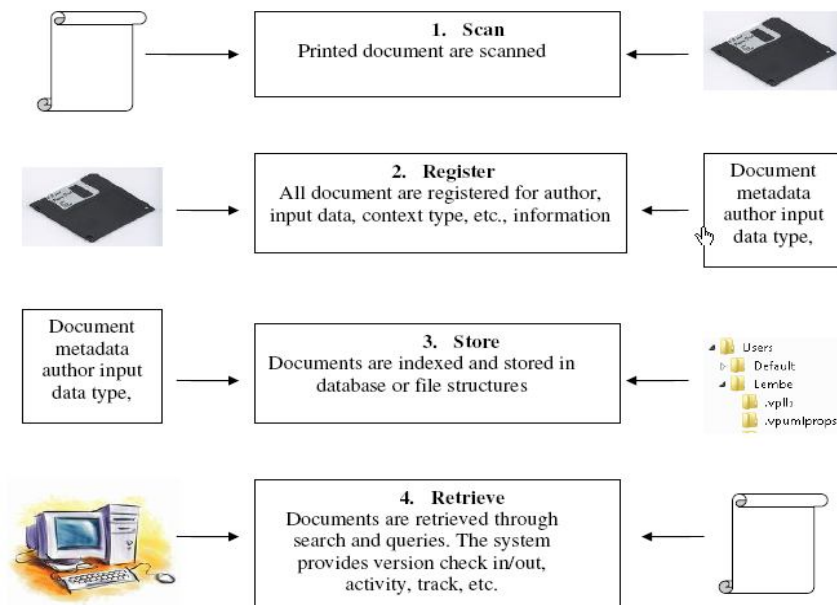 1. Scan
Printed document are scanned
2. Register
All document are registered for author,
input data, context type, etc., information
Document
metadata
author input
data type,
Document
metadata
author input
data type,
3. Store
Documents are indexed and stored in
database or file structures
Users
Default
Lembe
.vplls
.vpumlprops
4. Retrieve
Documents are retrieved through
search and queries. The system
provides version check in/out,
activity, track, etc.